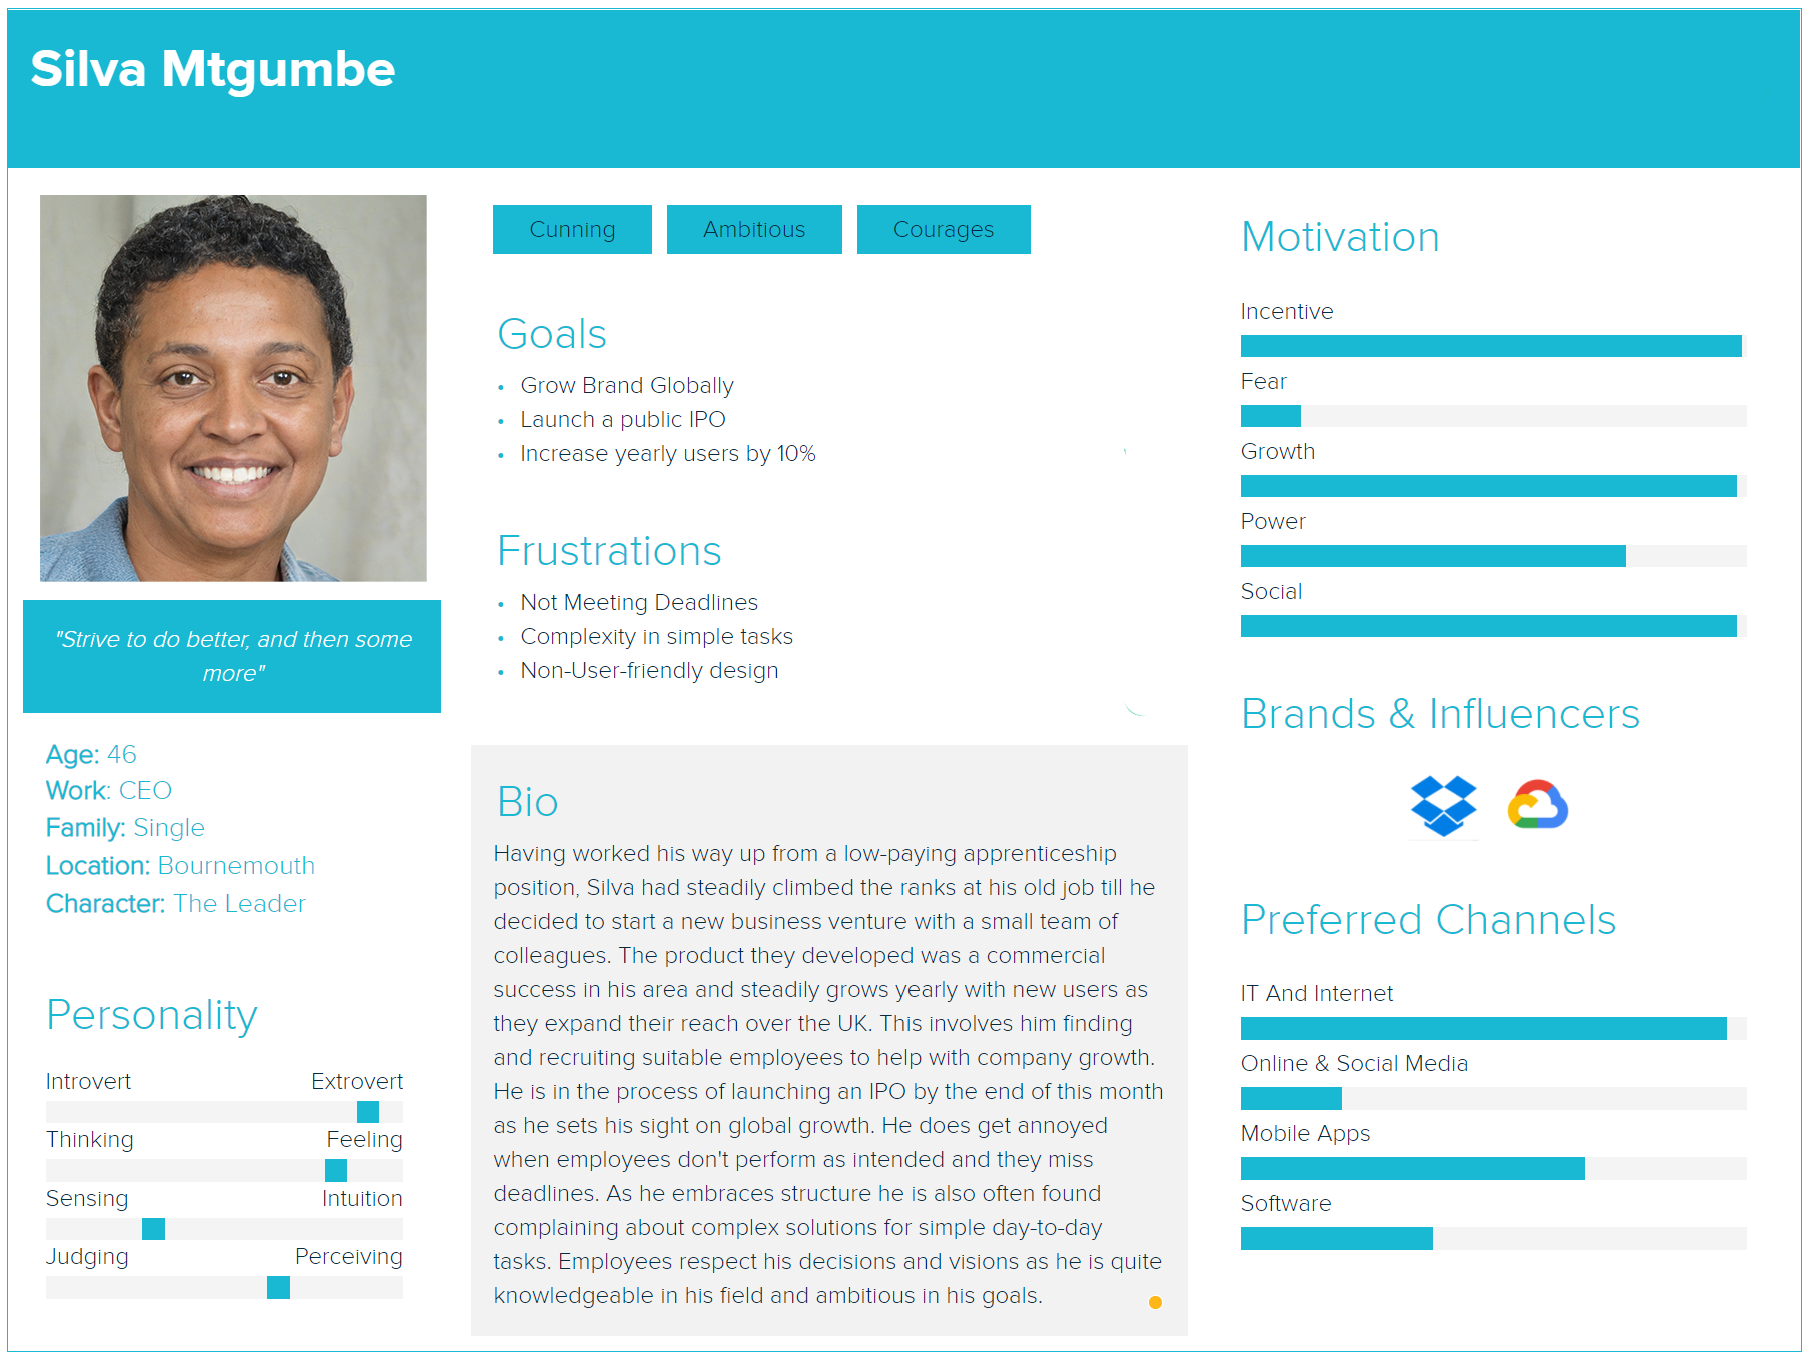 Silva Mtgumbe
"Strive to do better, and then some
more"
Age: 46
Work: CEO
Family: Single
Location: Bournemouth
Character: The Leader
Personality
Introvert Extrovert
Thinking Feeling
Sensing Intuition
Judging Perceiving
Cunning Ambitious Courages
Goals
• Grow Brand Globally
• Launch a public IPO
• Increase yearly users by 10%
Frustrations
• Not Meeting Deadlines
• Complexity in simple tasks
• Non-User-friendly design
Bio
Having worked his way up from a low-paying apprenticeship
position, Silva had steadily climbed the ranks at his old job till he
decided to start a new business venture with a small team of
colleagues. The product they developed was a commercial
success in his area and steadily grows yearly with new users as
they expand their reach over the UK. This involves him finding
and recruiting suitable employees to help with company growth.
He is in the process of launching an IPO by the end of this month
as he sets his sight on global growth. He does get annoyed
when employees don't perform as intended and they miss
deadlines. As he embraces structure he is also often found
complaining about complex solutions for simple day-to-day
tasks. Employees respect his decisions and visions as he is quite
knowledgeable in his field and ambitious in his goals.
Motivation
Incentive
Fear
Growth
Power
Social
Brands & Influencers
Preferred Channels
IT And Internet
Online & Social Media
Mobile Apps
Software